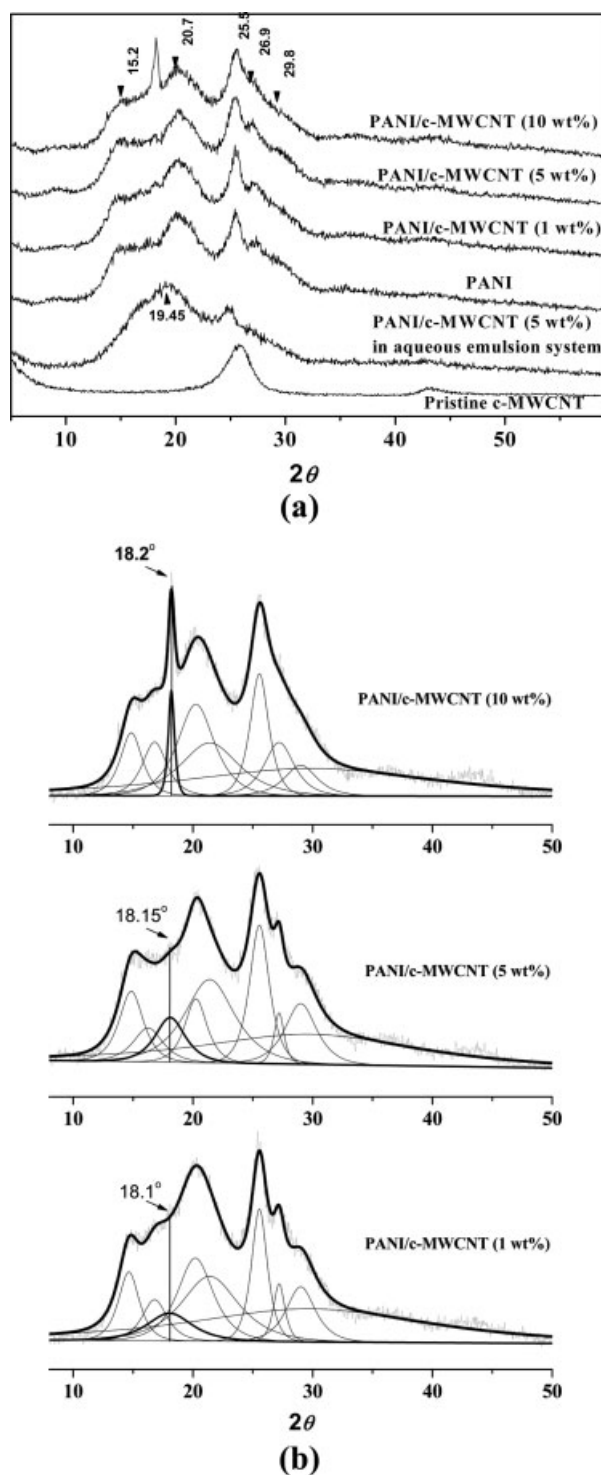 15.2
20.7
25.5
26.9
29.8
PANI/c-MWCNT (10 wt%)
PANI/c-MWCNT (5 wt%)
PANI/c-MWCNT (1 wt%)
PANI
19.45
PANI/c-MWCNT (5 wt%)
in aqueous emulsion system
Pristine c-MWCNT
10 20 30 40 50
2θ
(a)
18.2°
PANI/c-MWCNT (10 wt%)
10 20 30 40 50
18.15°
PANI/c-MWCNT (5 wt%)
10 20 30 40 50
18.1°
PANI/c-MWCNT (1 wt%)
10 20 30 40 50
2θ
(b)